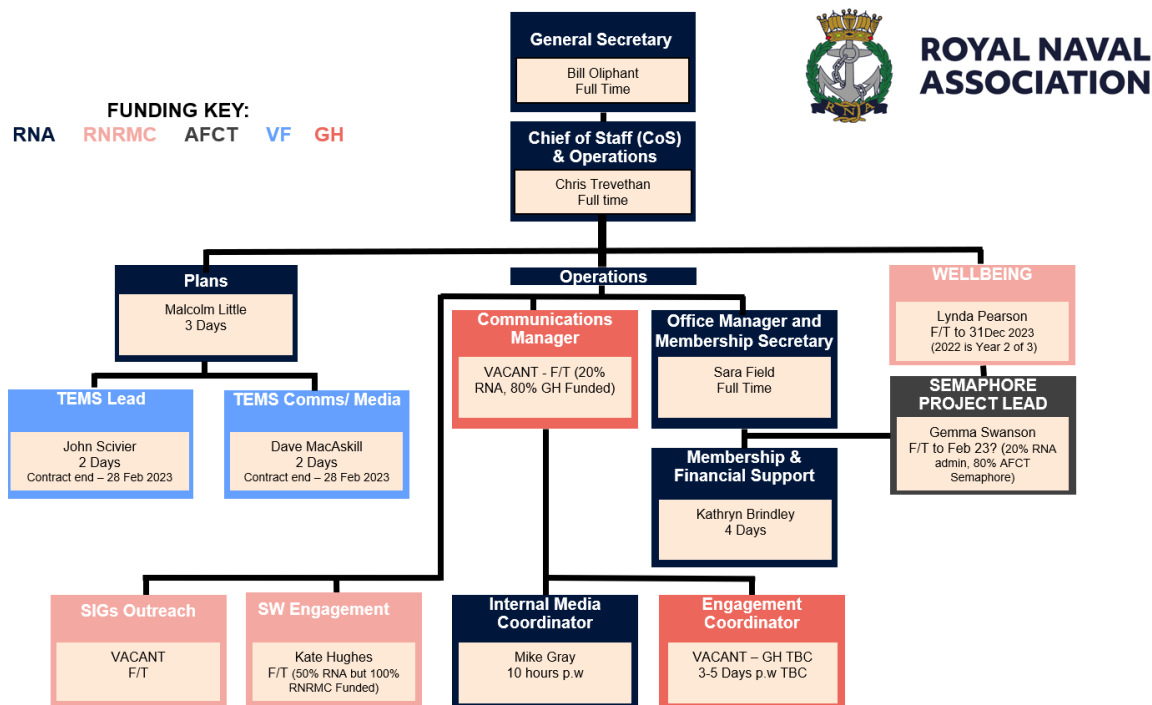 General Secretary
Bill Oliphant
Full Time
ROYAL NAVAL
ASSOCIATION
R N A
FUNDING KEY:
RNA RNRMC AFCT VF GH
Chief of Staff (CoS)
& Operations
Chris Trevethan
Full time
Plans
Malcolm Little
3 Days
Operations
WELLBEING
Lynda Pearson
F/T to 31Dec 2023
(2022 is Year 2 of 3)
Communications
Manager
VACANT - F/T (20%
RNA, 80% GH Funded)
Office Manager and
Membership Secretary
Sara Field
Full Time
TEMS Lead
John Scivier
2 Days
Contract end – 28 Feb 2023
TEMS Comms/ Media
Dave MacAskill
2 Days
Contract end – 28 Feb 2023
SEMAPHORE
PROJECT LEAD
Gemma Swanson
F/T to Feb 23? (20% RNA
admin, 80% AFCT
Semaphore)
Membership &
Financial Support
Kathryn Brindley
4 Days
SIGs Outreach
VACANT
F/T
SW Engagement
Kate Hughes
F/T (50% RNA but 100%
RNRMC Funded)
Internal Media
Coordinator
Mike Gray
10 hours p.w
Engagement
Coordinator
VACANT – GH TBC
3-5 Days p.w TBC